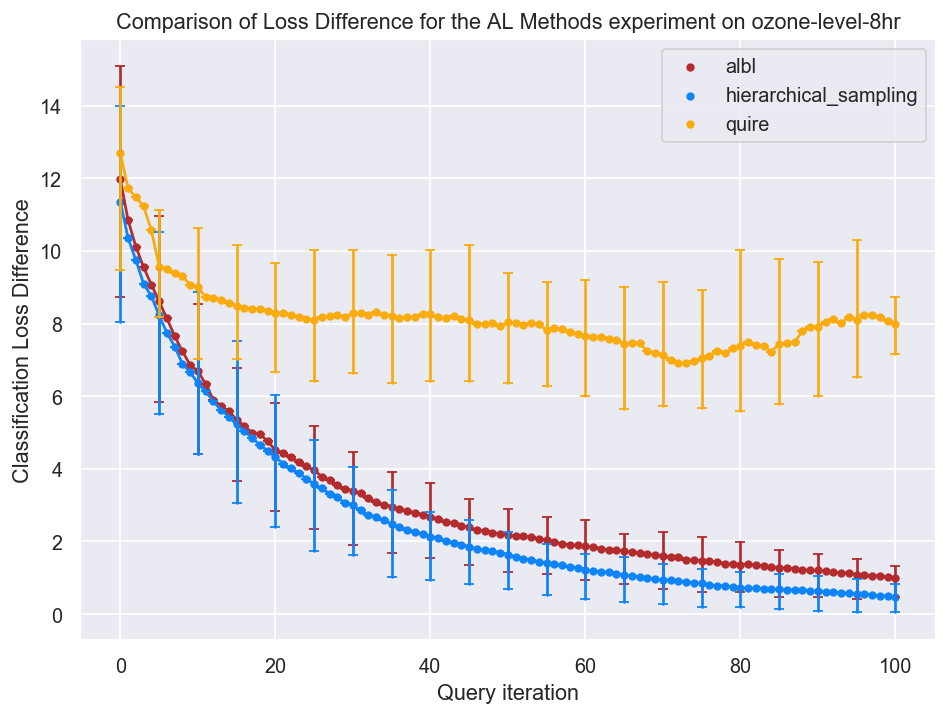 Comparison of Loss Difference for the AL Methods experiment on ozone-level-8hr
albl
hierarchical_sampling
quire
Classification Loss Difference
14
12
10
8
6
4
2
0
0 20 40 60 80 100
Query iteration